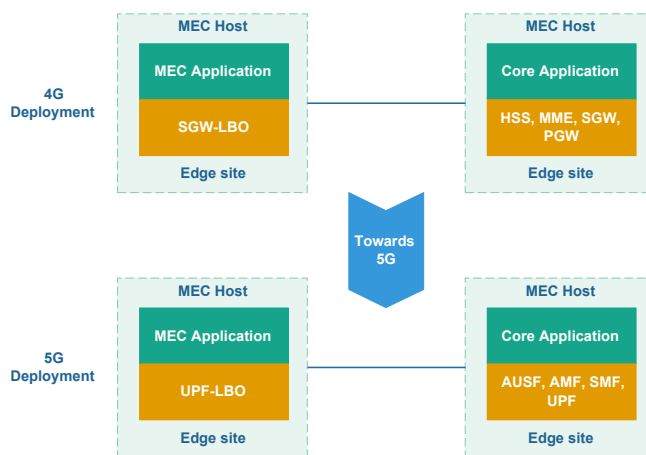 MEC Host
MEC Host
4G
Deployment
MEC Application
SGW-LBO
Edge site
Core Application
HSS, MME, SGW,
PGW
Edge site
Towards
5G
MEC Host
MEC Host
5G
Deployment
MEC Application
UPF-LBO
Edge site
Core Application
AUSF, AMF, SMF,
UPF
Edge site